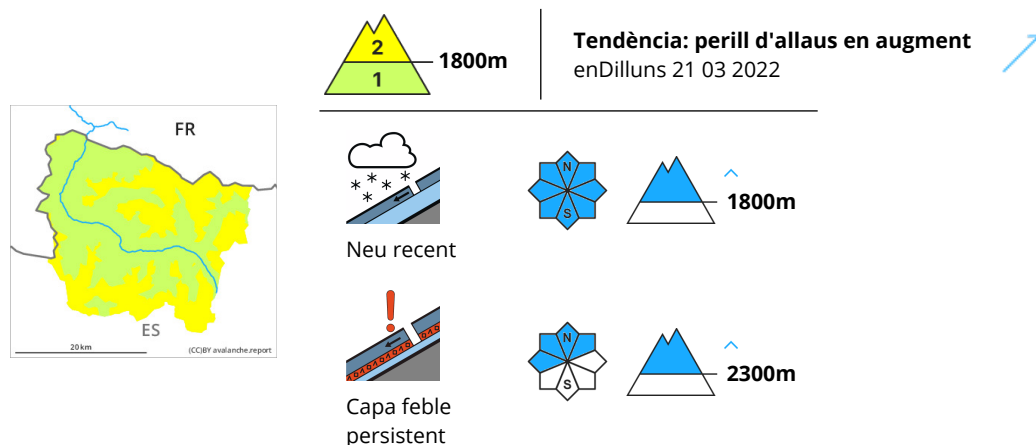 2
1800m
1
Tendència: perill d'allaus en augment
enDilluns 21 03 2022
FR
ES
20 km
(CC)BY avalanche.report
N
S
1800m
Neu recent
N
S
2300m
Capa feble
persistent